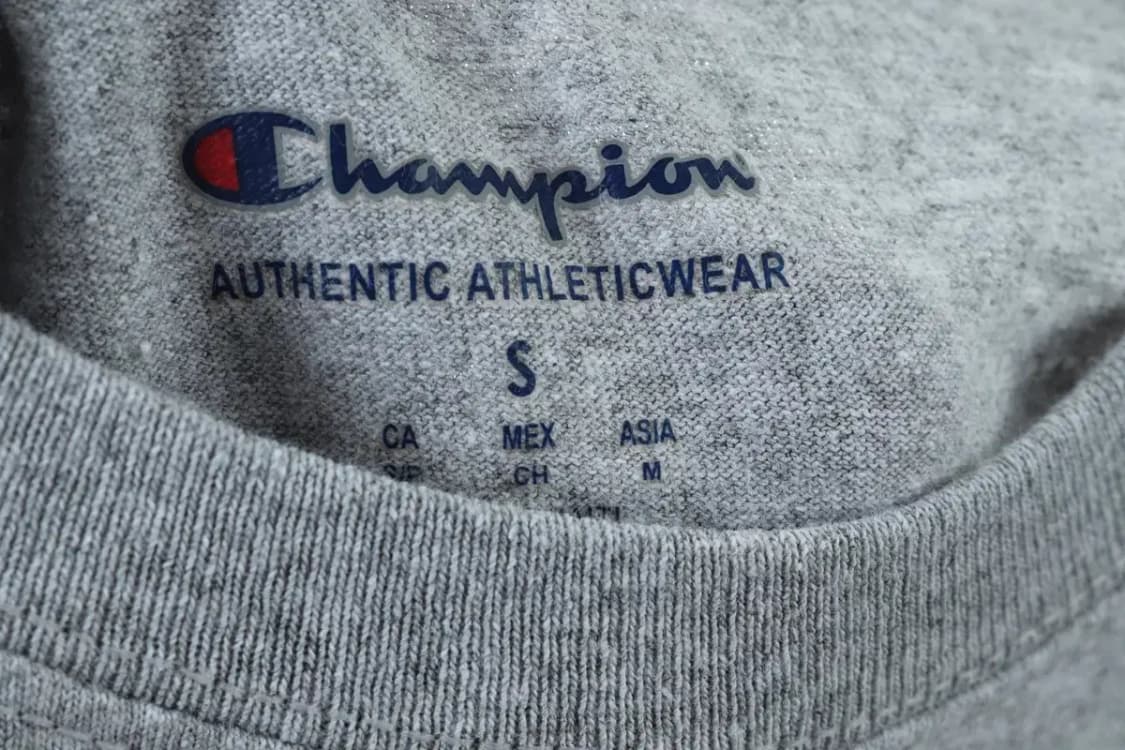 Champion
AUTHENTIC ATHLETICWEAR
S
CA MEX ASIA
S/P CH M